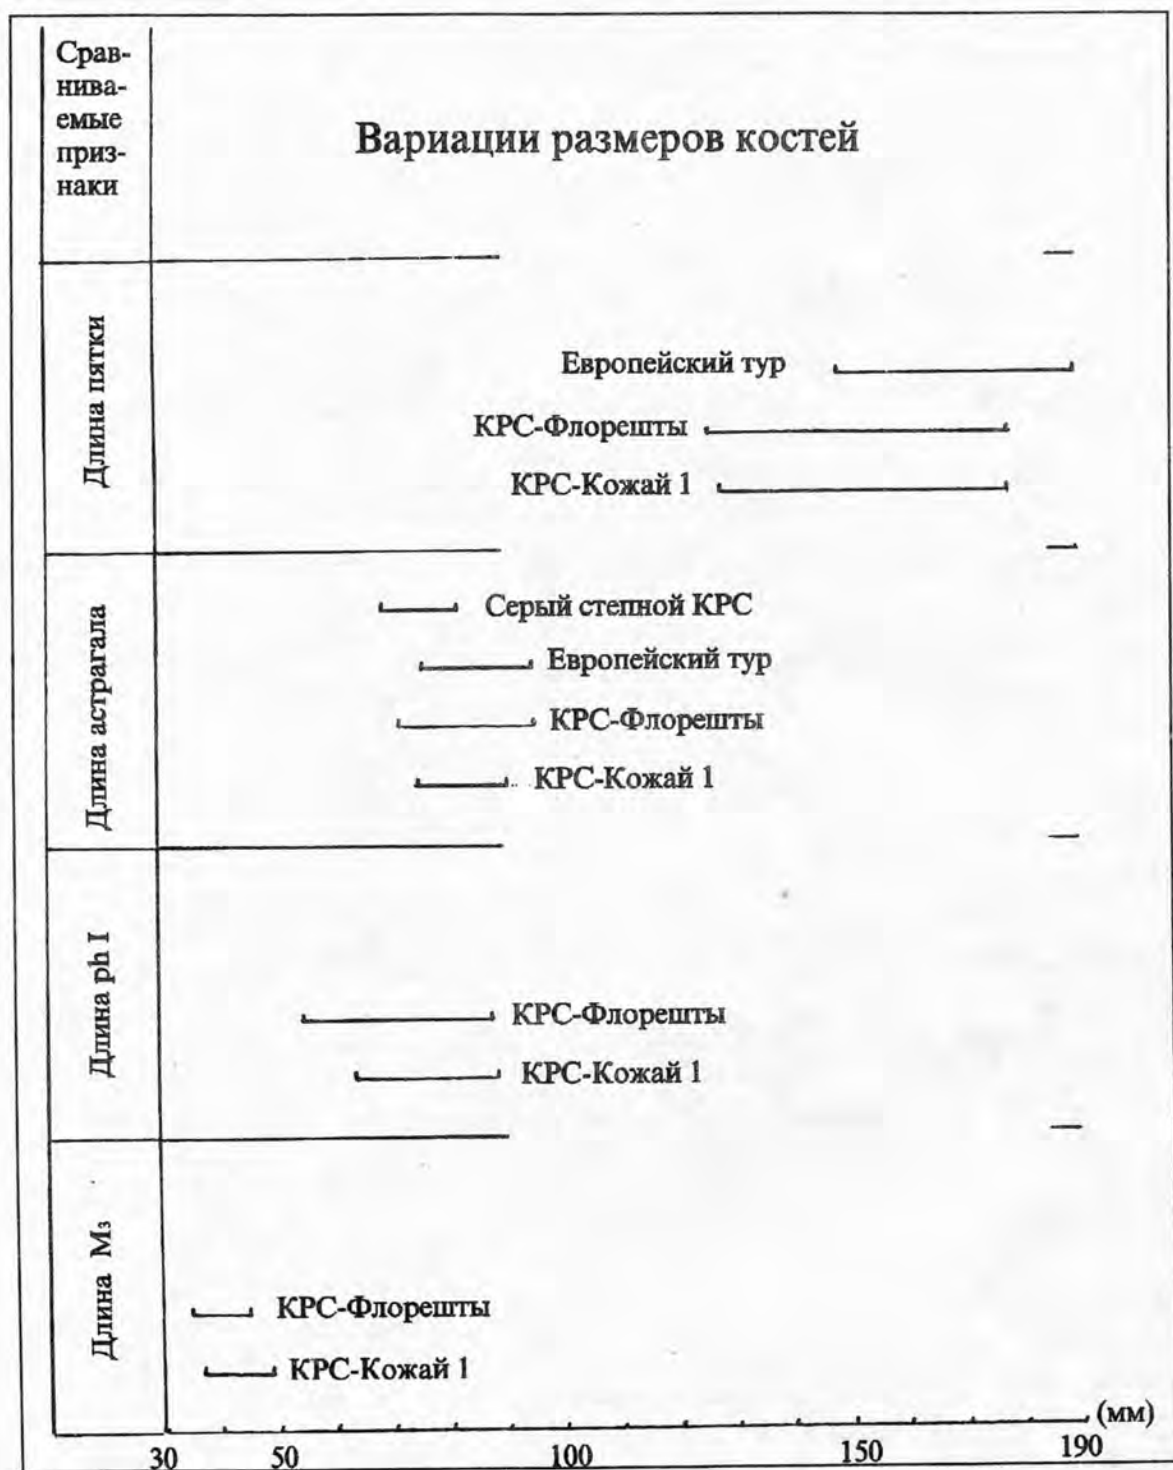 Срав-
нива-
емые
приз-
наки
Вариации размеров костей
Длина пятки
Европейский тур
КРС-Флорешты
КРС-Кожай 1
Длина астрагала
Серый степной КРС
Европейский тур
КРС-Флорешты
КРС-Кожай 1
Длина ph I
КРС-Флорешты
КРС-Кожай 1
Длина М₃
КРС-Флорешты
КРС-Кожай 1
(мм)
30 50 100 150 190